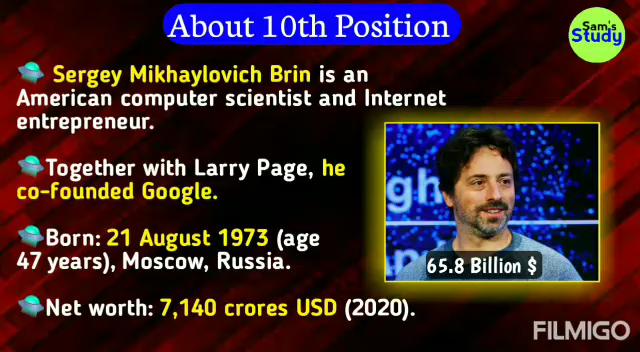 About 10th Position
Sam's
Study
Sergey Mikhaylovich Brin is an
American computer scientist and Internet
entrepreneur.
Together with Larry Page, he
co-founded Google.
Born: 21 August 1973 (age
47 years), Moscow, Russia.
Net worth: 7,140 crores USD (2020).
gh
65.8 Billion $
FILMIGO